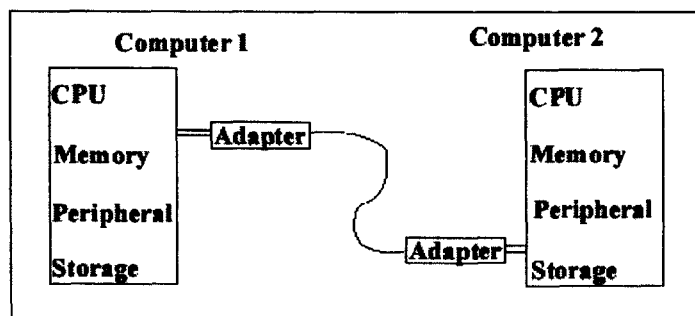 Computer 1
Computer 2
CPU
Memory
Peripheral
Storage
Adapter
Adapter
CPU
Memory
Peripheral
Storage